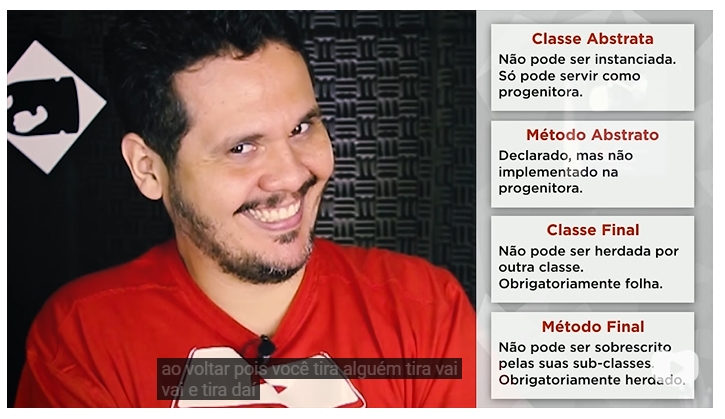 Classe Abstrata
Não pode ser instanciada.
Só pode servir como
progenitora.
Método Abstrato
Declarado, mas não
implementado na
progenitora.
Classe Final
Não pode ser herdada por
outra classe.
Obrigatoriamente folha.
Método Final
Não pode ser sobrescrito
pelas suas sub-classes.
Obrigatoriamente herdado.
ao voltar pois você tira alguém tira vai
vai e tira daí